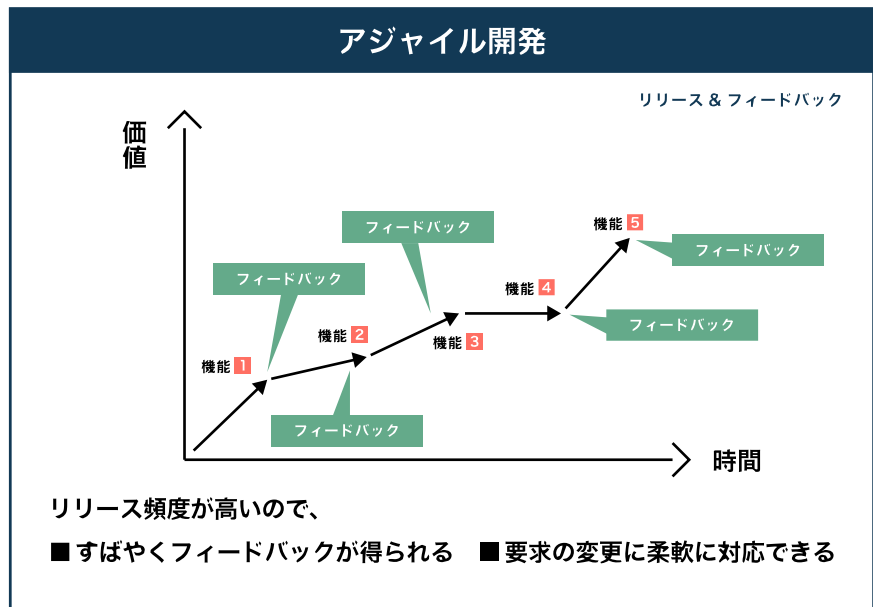 アジャイル開発
リリース & フィードバック
価値
フィードバック
機能 5
フィードバック
フィードバック
機能 4
フィードバック
機能 2
機能 3
機能 1
フィードバック
時間
リリース頻度が高いので、
■ すばやくフィードバックが得られる ■ 要求の変更に柔軟に対応できる